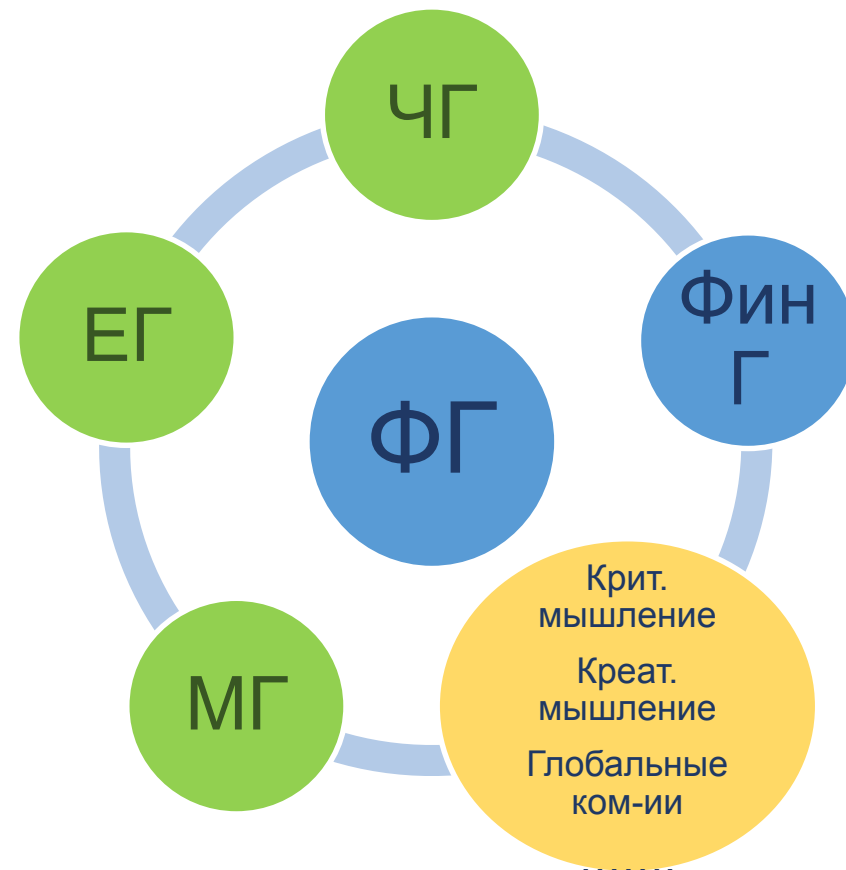 ЧГ
Фин
Г
ЕГ
ФГ
МГ
Крит.
мышление
Креат.
мышление
Глобальные
ком-ии